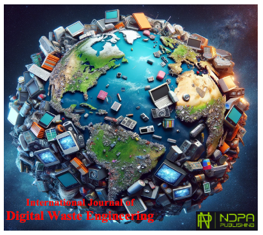 International Journal of
Digital Waste Engineering
NDPA
PUBLISHING